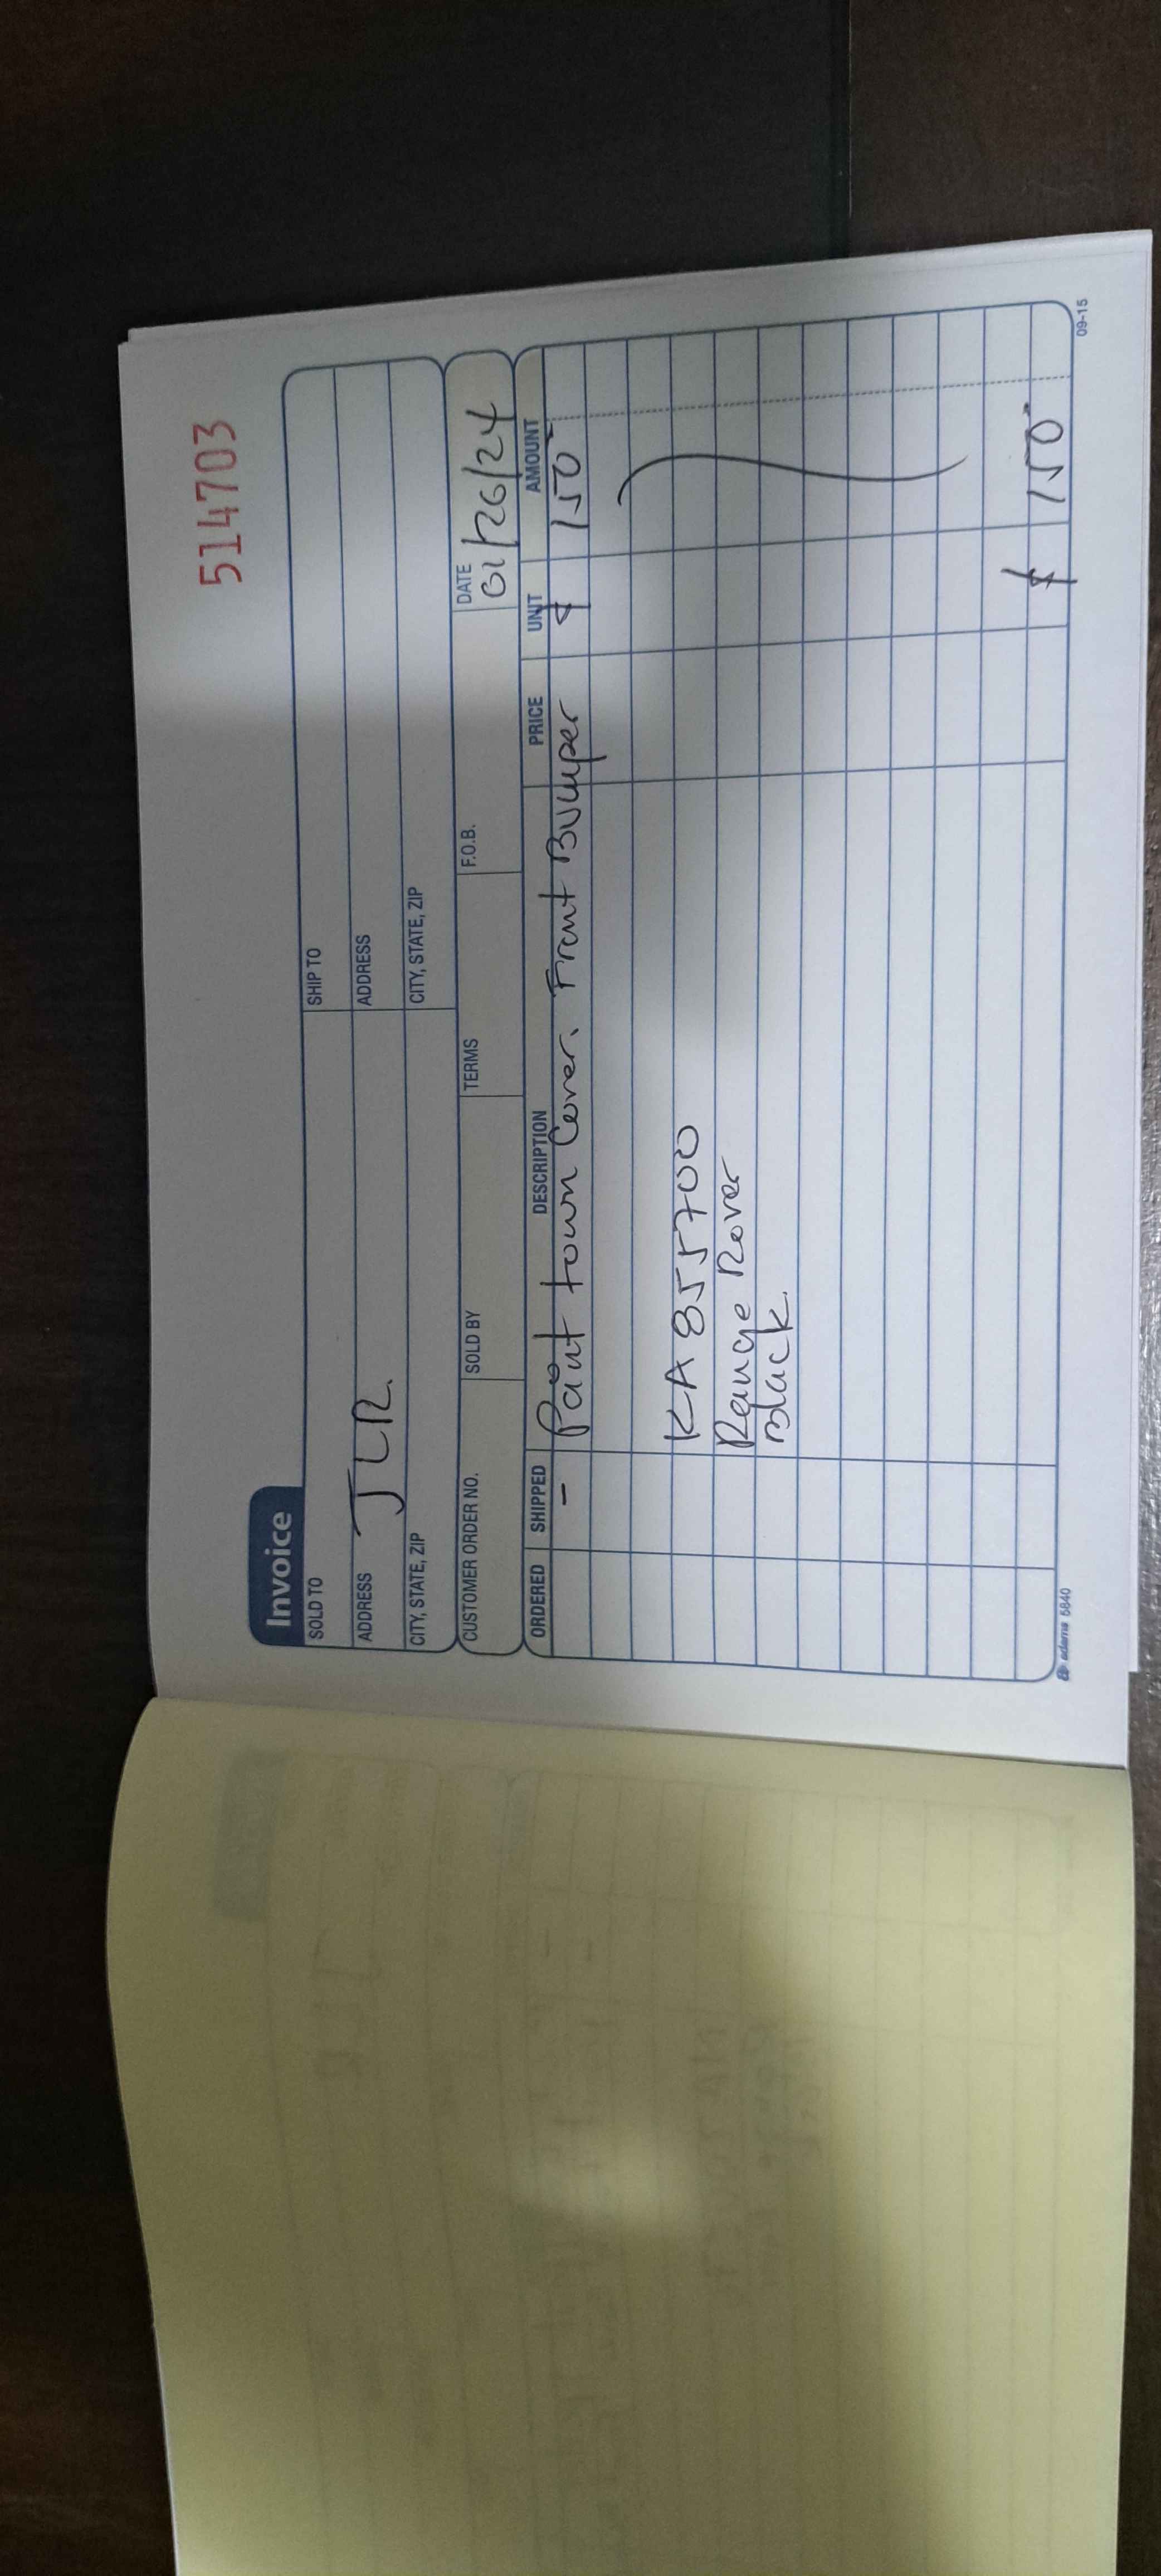 514703
Invoice
SOLD TO
SHIP TO
ADDRESS
JLR.
ADDRESS
CITY, STATE, ZIP
CITY, STATE, ZIP
CUSTOMER ORDER NO.
SOLD BY
TERMS
F.O.B.
DATE
01/26/24
ORDERED
SHIPPED
DESCRIPTION
PRICE
UNIT
AMOUNT
- Paint town Cover. Front Bumper $ 150-
KA855700
Range Rover
Black.
$ 150-
adams 5840
09-15